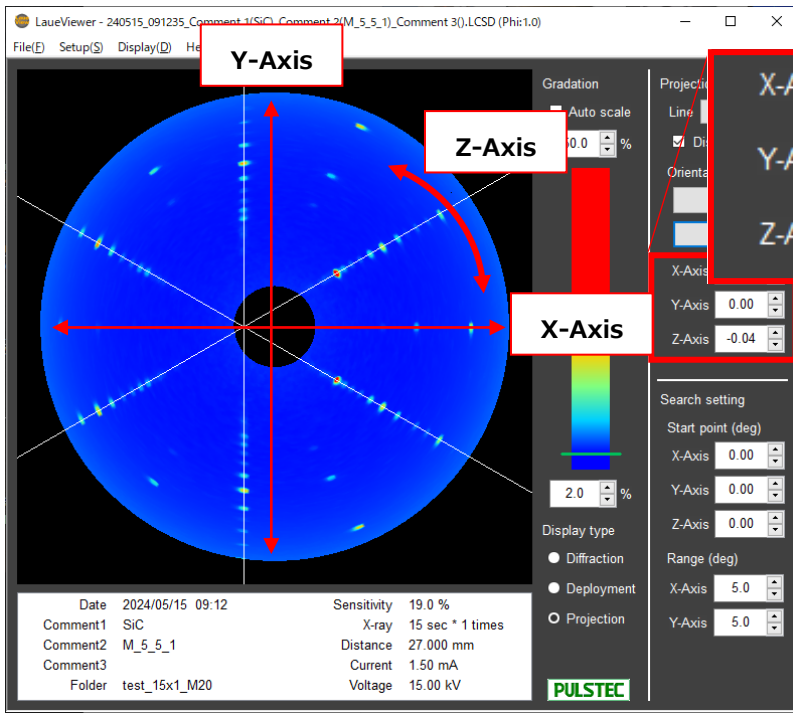 LaueViewer - 240515_091235_Comment 1(SiC)_Comment 2(M_5_5_1)_Comment 3().LCSD (Phi:1.0)
File(F) Setup(S) Display(D)
Y-Axis
Z-Axis
X-Axis
Gradation
Auto scale
%
2.0 %
Display type
Diffraction
Deployment
Projection
PULSTEC
Line
X-A
Y-A
Z-A
X-Axis
Y-Axis 0.00
Z-Axis -0.04
Search setting
Start point (deg)
X-Axis 0.00
Y-Axis 0.00
Z-Axis 0.00
Range (deg)
X-Axis 5.0
Y-Axis 5.0
Date 2024/05/15 09:12 Sensitivity 19.0 %
Comment1 SiC X-ray 15 sec * 1 times
Comment2 M_5_5_1 Distance 27.000 mm
Comment3 Current 1.50 mA
Folder test_15x1_M20 Voltage 15.00 kV